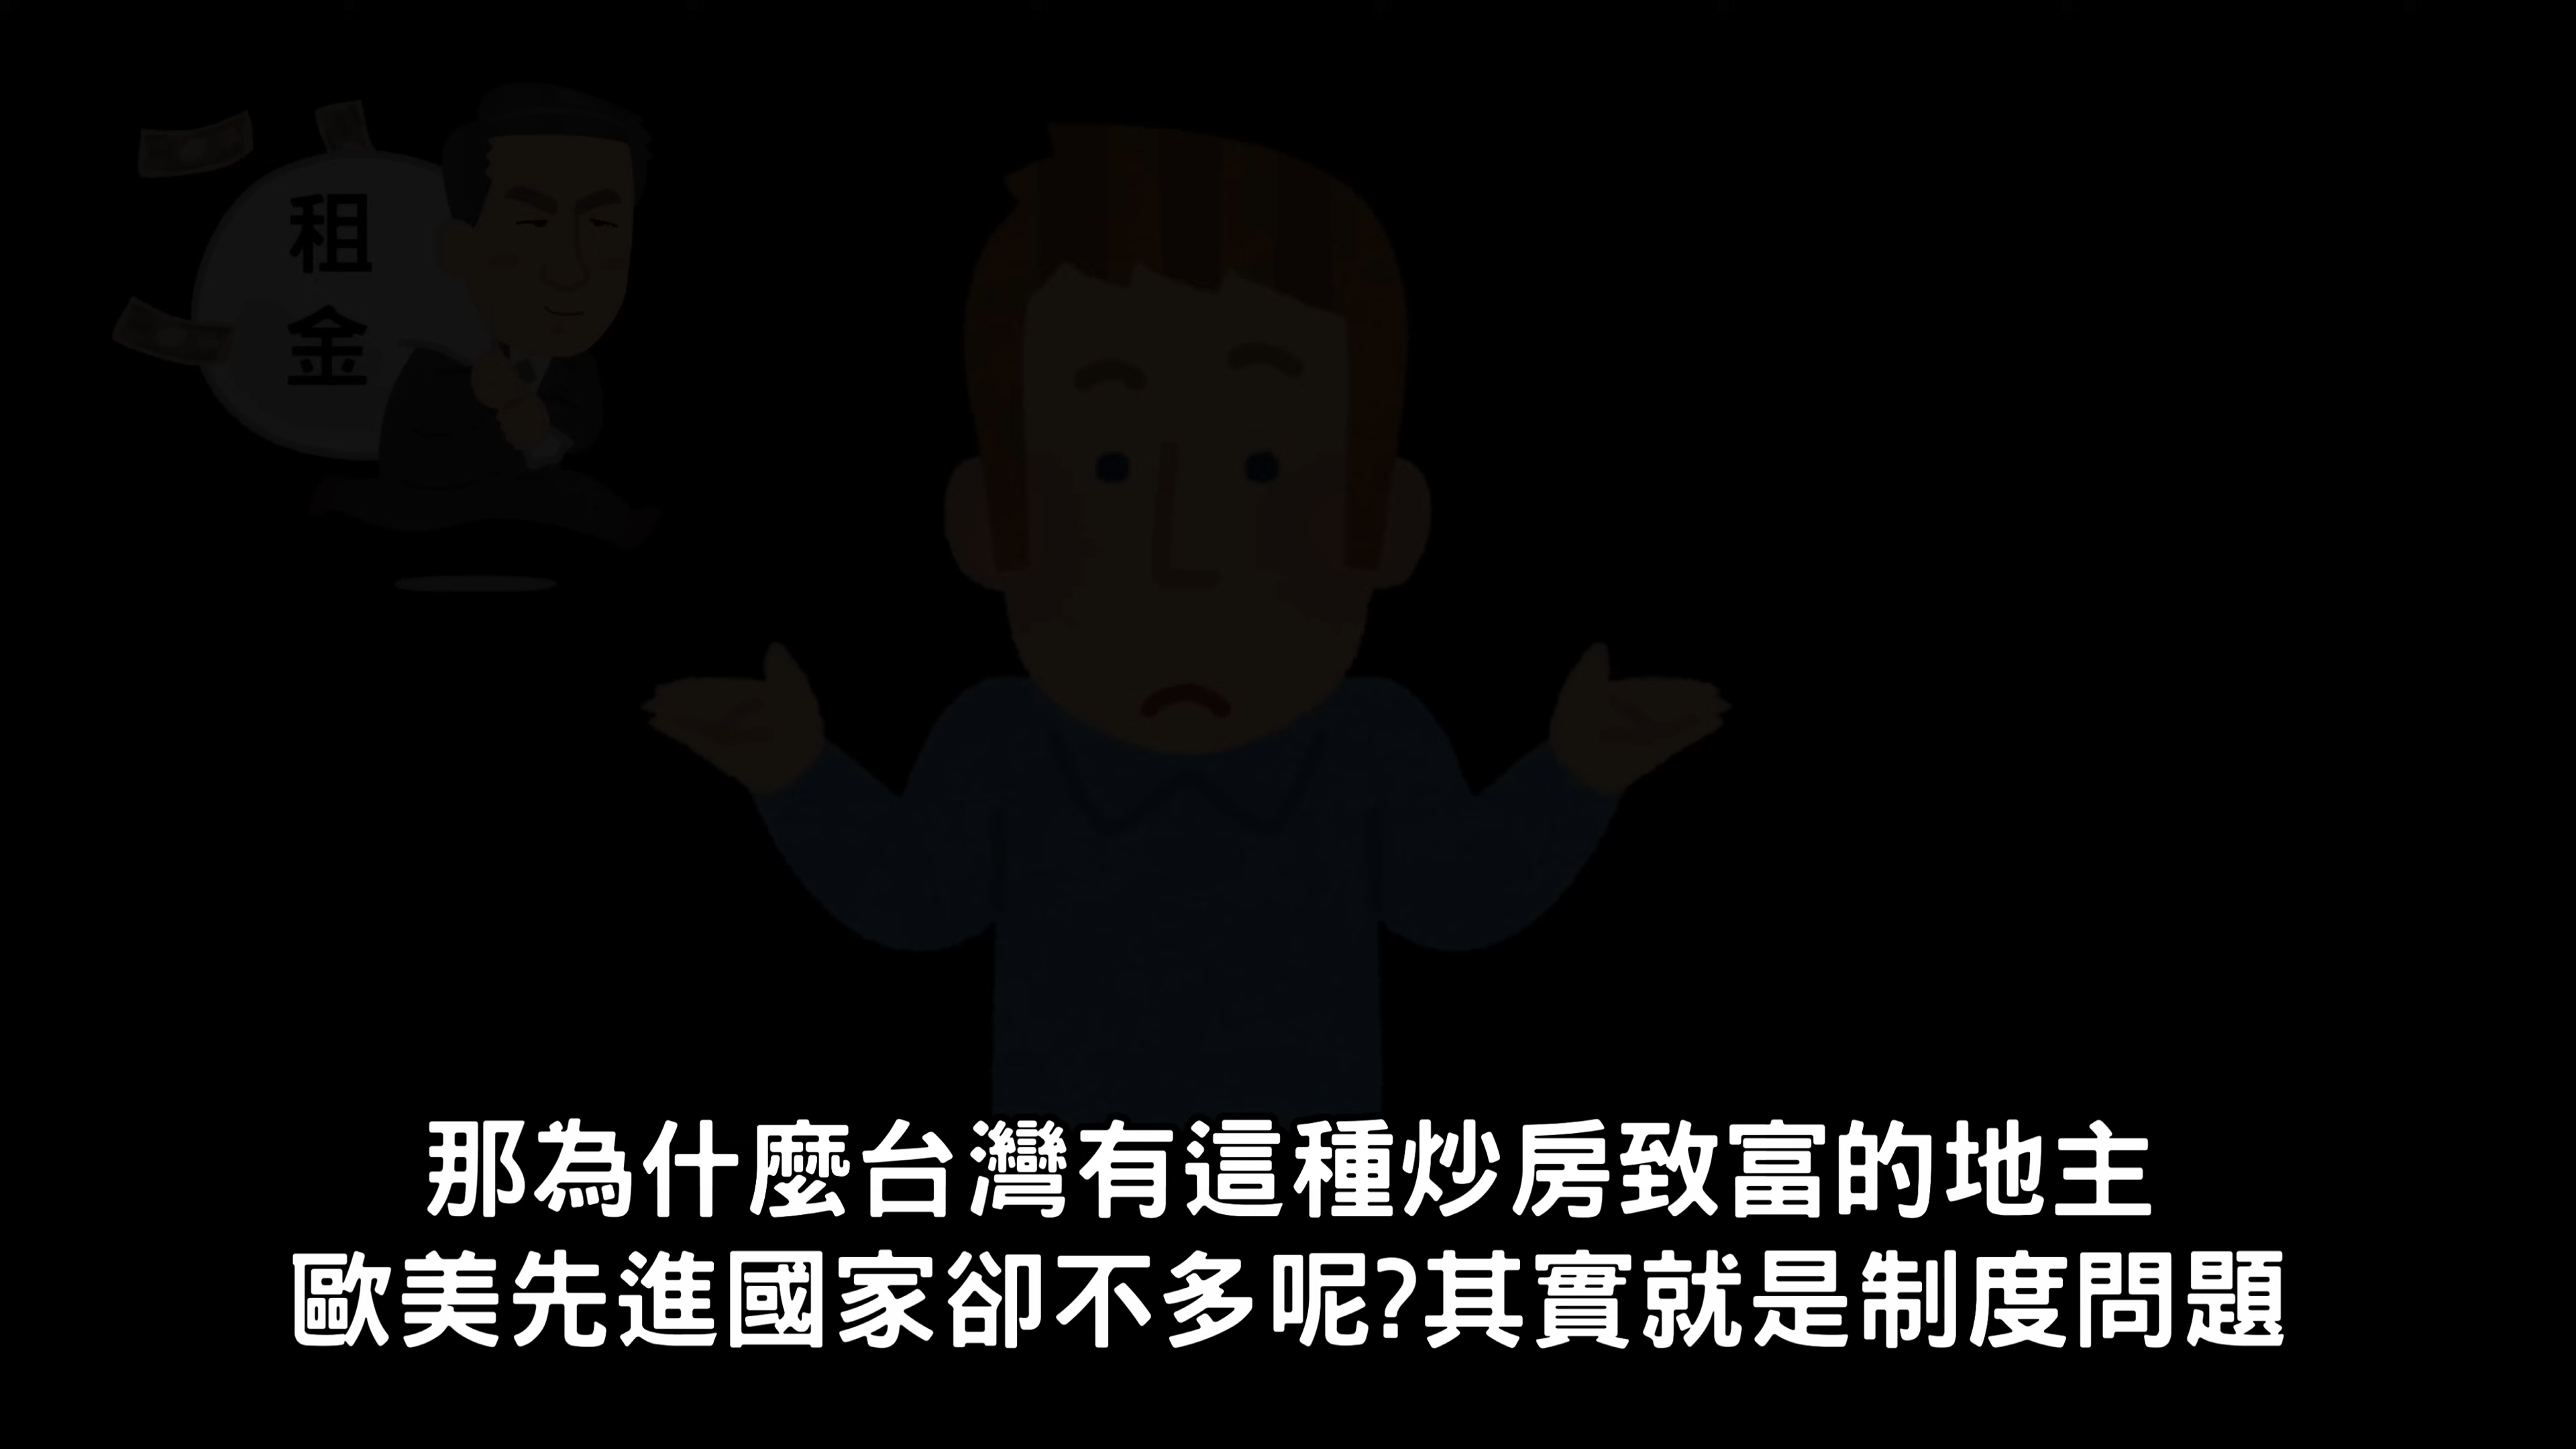 租
金
那為什麼台灣有這種炒房致富的地主
歐美先進國家卻不多呢?其實就是制度問題